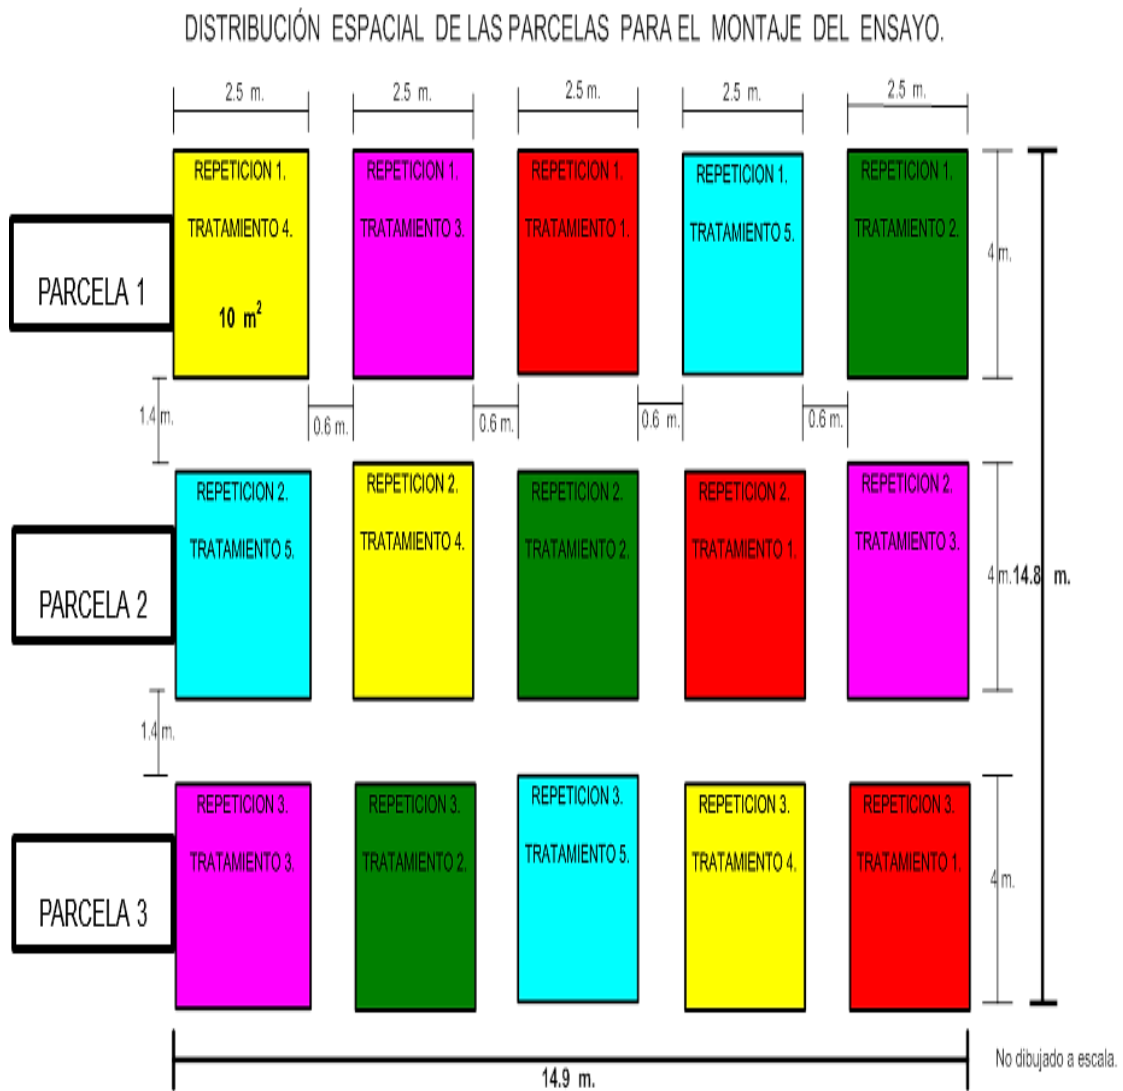 DISTRIBUCIÓN ESPACIAL DE LAS PARCELAS PARA EL MONTAJE DEL ENSAYO.
2.5 m.
2.5 m.
2.5 m.
2.5 m.
2.5 m.
PARCELA 1
REPETICION 1.
TRATAMIENTO 4.
10 m²
REPETICION 1.
TRATAMIENTO 3.
REPETICION 1.
TRATAMIENTO 1.
REPETICION 1.
TRATAMIENTO 5.
REPETICION 1.
TRATAMIENTO 2.
4 m.
1.4 m.
0.6 m.
0.6 m.
0.6 m.
0.6 m.
PARCELA 2
REPETICION 2.
TRATAMIENTO 5.
REPETICION 2.
TRATAMIENTO 4.
REPETICION 2.
TRATAMIENTO 2.
REPETICION 2.
TRATAMIENTO 1.
REPETICION 2.
TRATAMIENTO 3.
4 m.
14.8 m.
1.4 m.
PARCELA 3
REPETICION 3.
TRATAMIENTO 3.
REPETICION 3.
TRATAMIENTO 2.
REPETICION 3.
TRATAMIENTO 5.
REPETICION 3.
TRATAMIENTO 4.
REPETICION 3.
TRATAMIENTO 1.
4 m.
14.9 m.
No dibujado a escala.